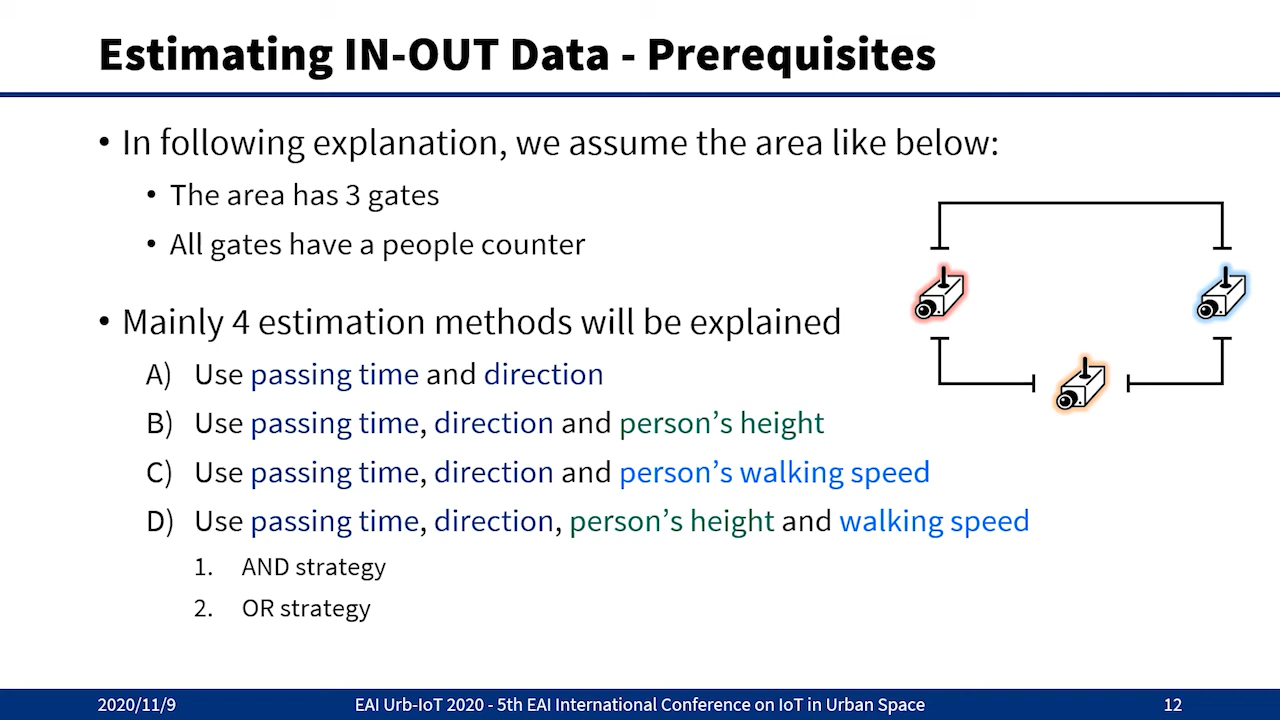 Estimating IN-OUT Data - Prerequisites
• In following explanation, we assume the area like below:
• The area has 3 gates
• All gates have a people counter
• Mainly 4 estimation methods will be explained
A) Use passing time and direction
B) Use passing time, direction and person's height
C) Use passing time, direction and person's walking speed
D) Use passing time, direction, person's height and walking speed
1. AND strategy
2. OR strategy
2020/11/9 EAI Urb-IoT 2020 - 5th EAI International Conference on IoT in Urban Space 12